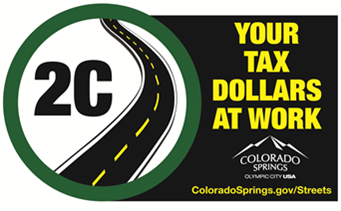 2C
YOUR
TAX
DOLLARS
AT WORK
COLORADO
SPRINGS
OLYMPIC CITY USA
ColoradoSprings.gov/Streets